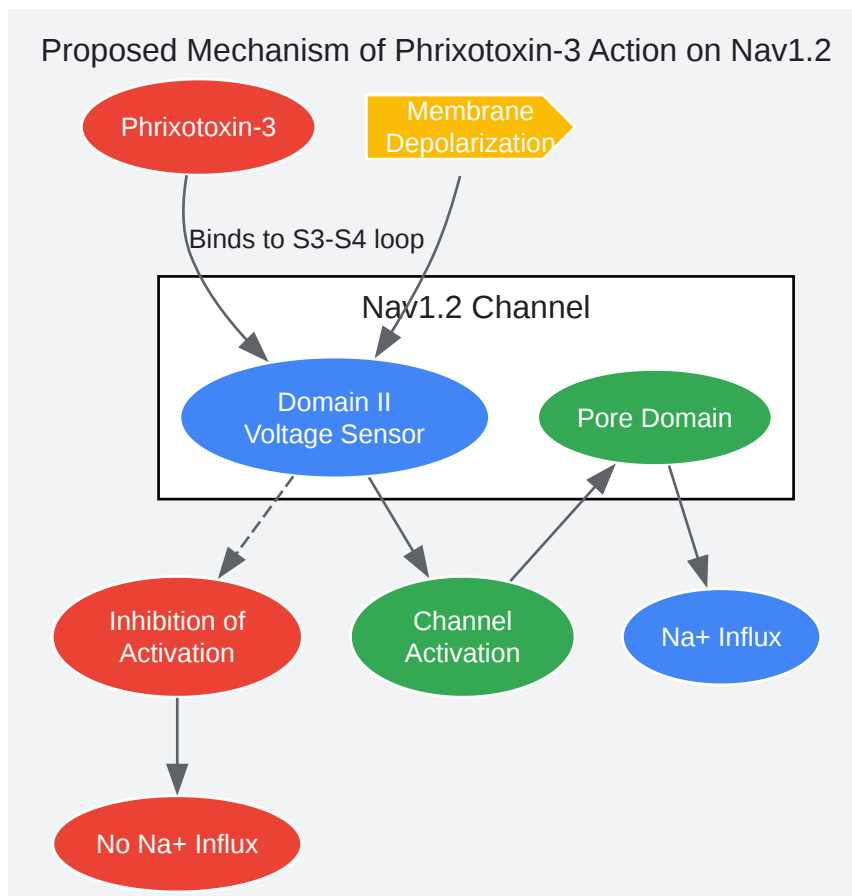 Proposed Mechanism of Phrixotoxin-3 Action on Nav1.2
Phrixotoxin-3
Membrane
Depolarization
Binds to S3-S4 loop
Nav1.2 Channel
Domain II
Voltage Sensor
Pore Domain
Inhibition of
Activation
Channel
Activation
Na+ Influx
No Na+ Influx